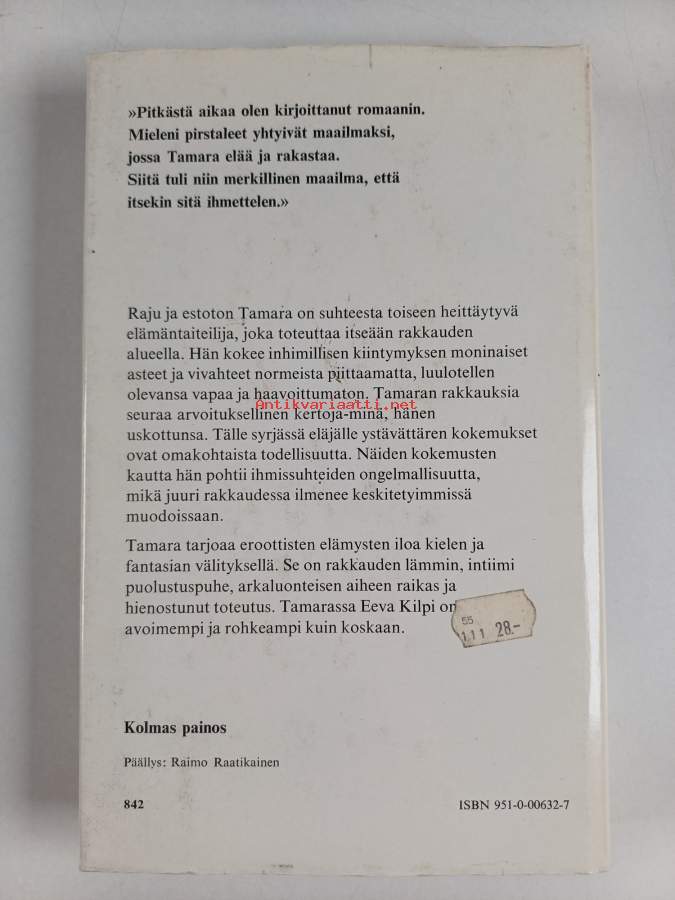 »Pitkästä aikaa olen kirjoittanut romaanin.
Mieleni pirstaleet yhtyivät maailmaksi,
jossa Tamara elää ja rakastaa.
Siitä tuli niin merkillinen maailma, että
itsekin sitä ihmettelen.»
Raju ja estoton Tamara on suhteesta toiseen heittäytyvä
elämäntaiteilija, joka toteuttaa itseään rakkauden
alueella. Hän kokee inhimillisen kiintymyksen moninaiset
asteet ja vivahteet normeista piittaamatta, luulotellen
olevansa vapaa ja haavoittumaton. Tamaran rakkauksia
Antikvariaatti.net
seuraa arvoituksellinen kertoja-minä, hänen
uskottunsa. Tälle syrjässä eläjälle ystävättären kokemukset
ovat omakohtaista todellisuutta. Näiden kokemusten
kautta hän pohtii ihmissuhteiden ongelmallisuutta,
mikä juuri rakkaudessa ilmenee keskitetyimmissä
muodoissaan.
Tamara tarjoaa eroottisten elämysten iloa kielen ja
fantasian välityksellä. Se on rakkauden lämmin, intiimi
puolustuspuhe, arkaluonteisen aiheen raikas ja
hienostunut toteutus. Tamarassa Eeva Kilpi on
avoimempi ja rohkeampi kuin koskaan.
55
111 28.-
Kolmas painos
Päällys: Raimo Raatikainen
842 ISBN 951-0-00632-7